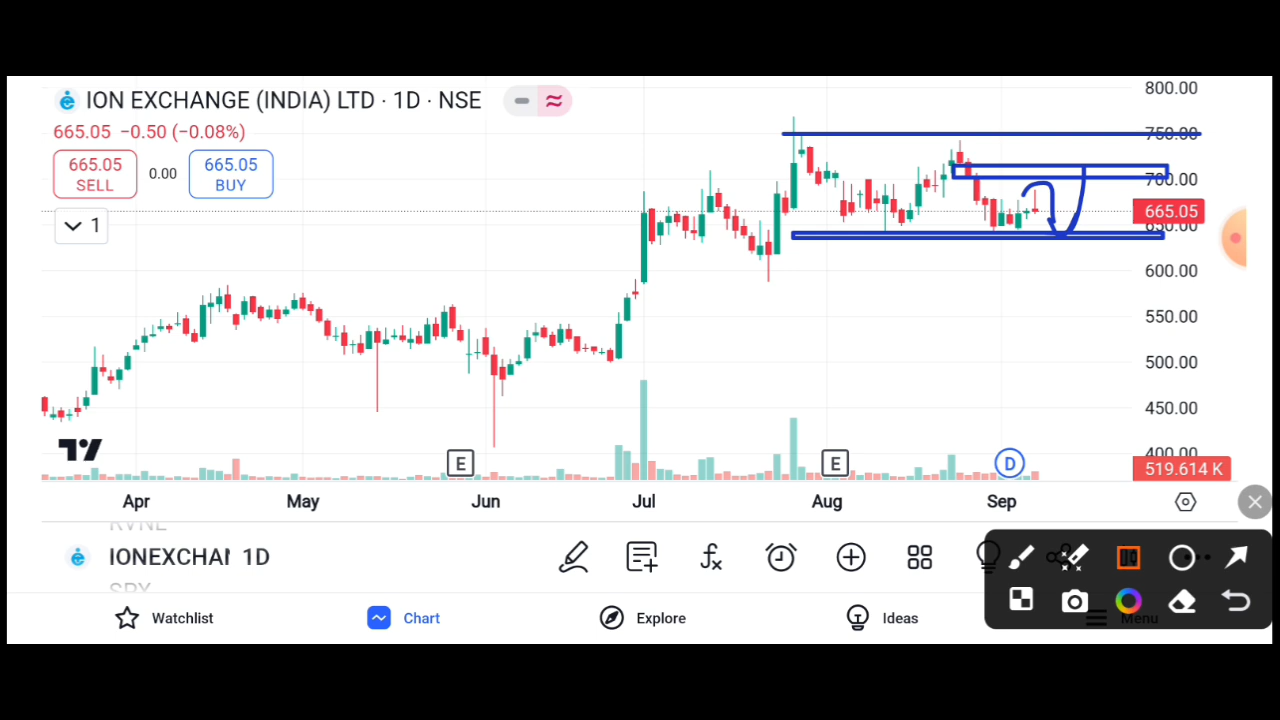 ION EXCHANGE (INDIA) LTD · 1D · NSE
665.05 −0.50 (−0.08%)
665.05 SELL 0.00 665.05 BUY
1
800.00
750.00
700.00
665.05
650.00
600.00
550.00
500.00
450.00
400.00
519.614 K
E E D
Apr May Jun Jul Aug Sep
RVNL
IONEXCHAI 1D
SPX
Watchlist Chart Explore Ideas Menu